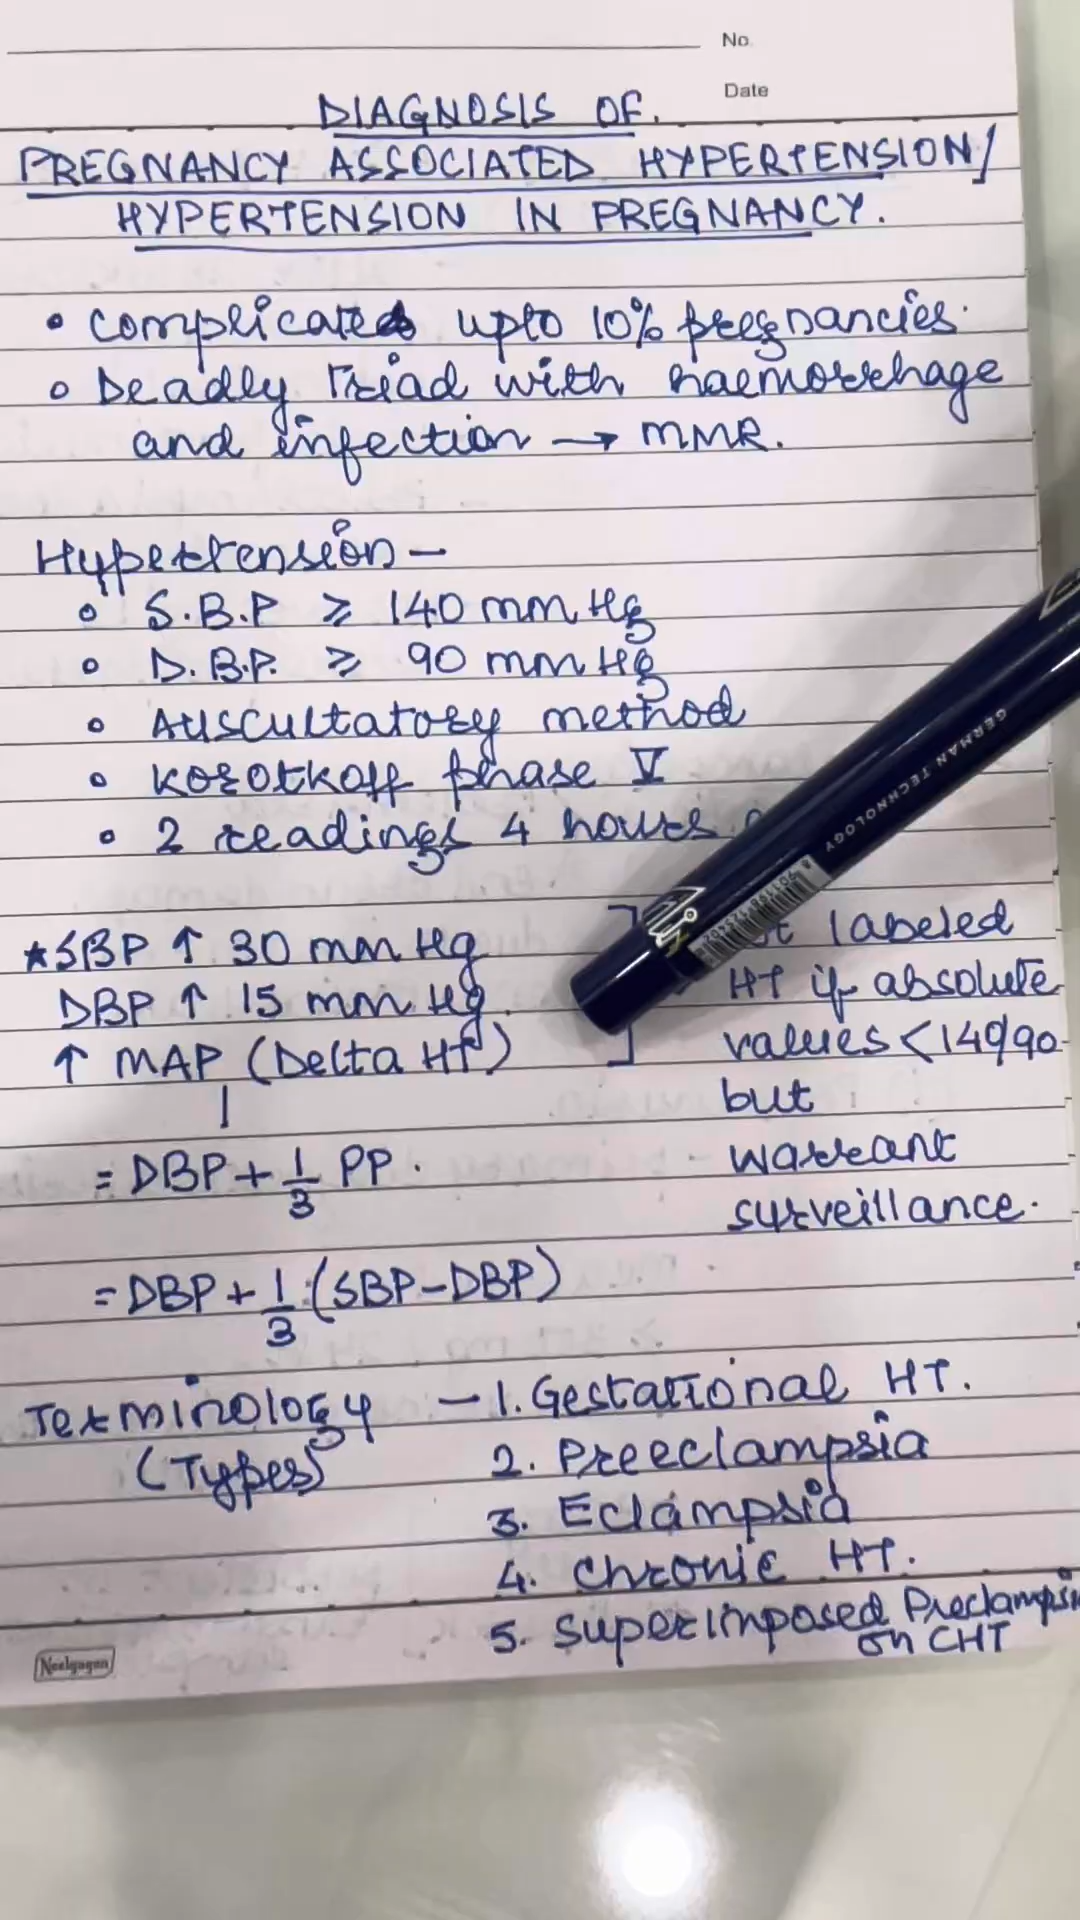 No.
Date
DIAGNOSIS OF.
PREGNANCY ASSOCIATED HYPERTENSION/
HYPERTENSION IN PREGNANCY.
• complicates upto 10% pregnancies.
• Deadly Triad with haemorrhage
and infection → MMR.
Hypertension -
• S.B.P ≥ 140 mm Hg
• D.B.P. ≥ 90 mm Hg
• Auscultatory method
• Korotkoff phase V
• 2 readings 4 hours
*SBP ↑ 30 mm Hg
DBP ↑ 15 mm Hg.
↑ MAP (Delta HT)
labeled
HT if absolute
values < 140/90
but
warrant
surveillance.
= DBP + 1/3 PP.
= DBP + 1/3 (SBP-DBP)
Terminology - 1. Gestational HT.
(Types) 2. Preeclampsia
3. Eclampsia
4. Chronic HT.
5. Superimposed Preclampsia
on CHT
Neelgagan
GERMAN TECHNOLOGY